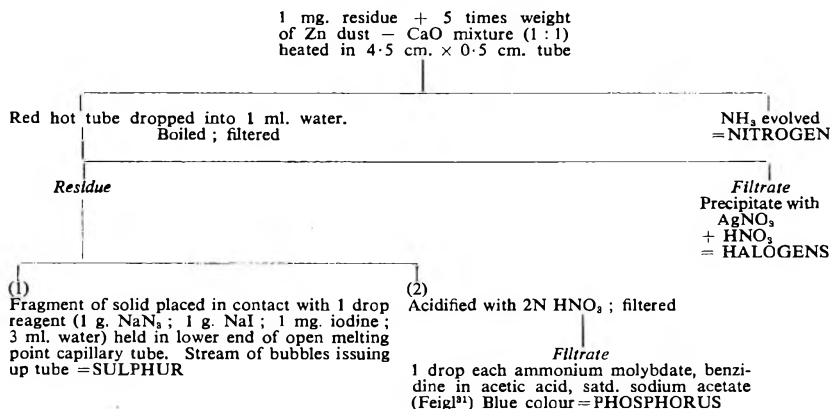 1 mg. residue + 5 times weight
of Zn dust – CaO mixture (1 : 1)
heated in 4·5 cm. × 0·5 cm. tube
Red hot tube dropped into 1 ml. water.
Boiled ; filtered
NH₃ evolved
=NITROGEN
Residue
Filtrate
Precipitate with
AgNO₃
+ HNO₃
= HALOGENS
(1)
Fragment of solid placed in contact with 1 drop
reagent (1 g. NaN₃ ; 1 g. NaI ; 1 mg. iodine ;
3 ml. water) held in lower end of open melting
point capillary tube. Stream of bubbles issuing
up tube =SULPHUR
(2)
Acidified with 2N HNO₃ ; filtered
Filtrate
1 drop each ammonium molybdate, benzi-
dine in acetic acid, satd. sodium acetate
(Feigl³¹) Blue colour=PHOSPHORUS